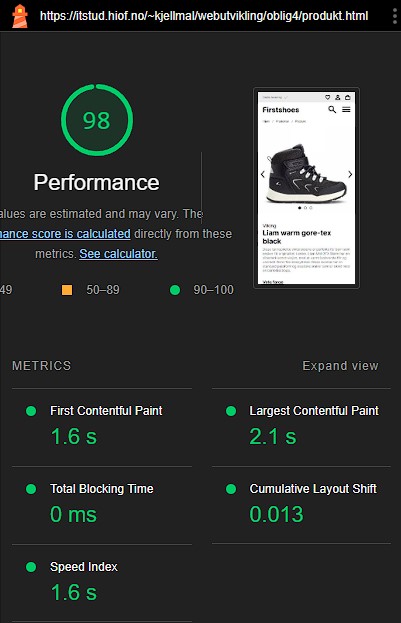 https://itstud.hiof.no/~kjellmal/webutvikling/oblig4/produkt.html
98
Performance
alues are estimated and may vary. The
nance score is calculated directly from these
metrics. See calculator.
49
50–89
90–100
Firstshoes
Viking
Liam warm gore-tex
black
METRICS
Expand view
First Contentful Paint
1.6 s
Largest Contentful Paint
2.1 s
Total Blocking Time
0 ms
Cumulative Layout Shift
0.013
Speed Index
1.6 s